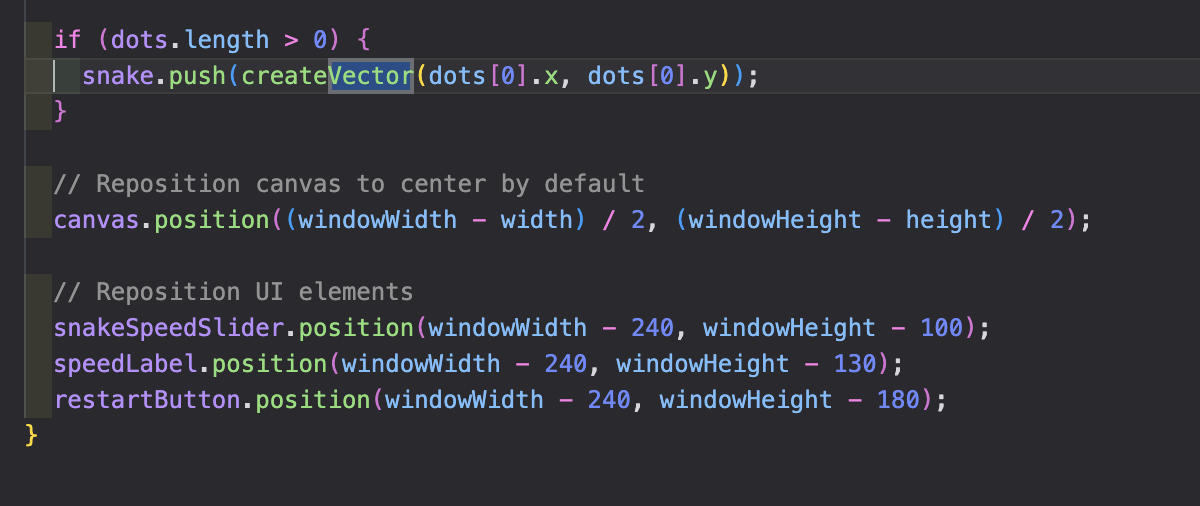 if (dots.length > 0) {
snake.push(createVector(dots[0].x, dots[0].y));
}
// Reposition canvas to center by default
canvas.position((windowWidth - width) / 2, (windowHeight - height) / 2);
// Reposition UI elements
snakeSpeedSlider.position(windowWidth - 240, windowHeight - 100);
speedLabel.position(windowWidth - 240, windowHeight - 130);
restartButton.position(windowWidth - 240, windowHeight - 180);
}